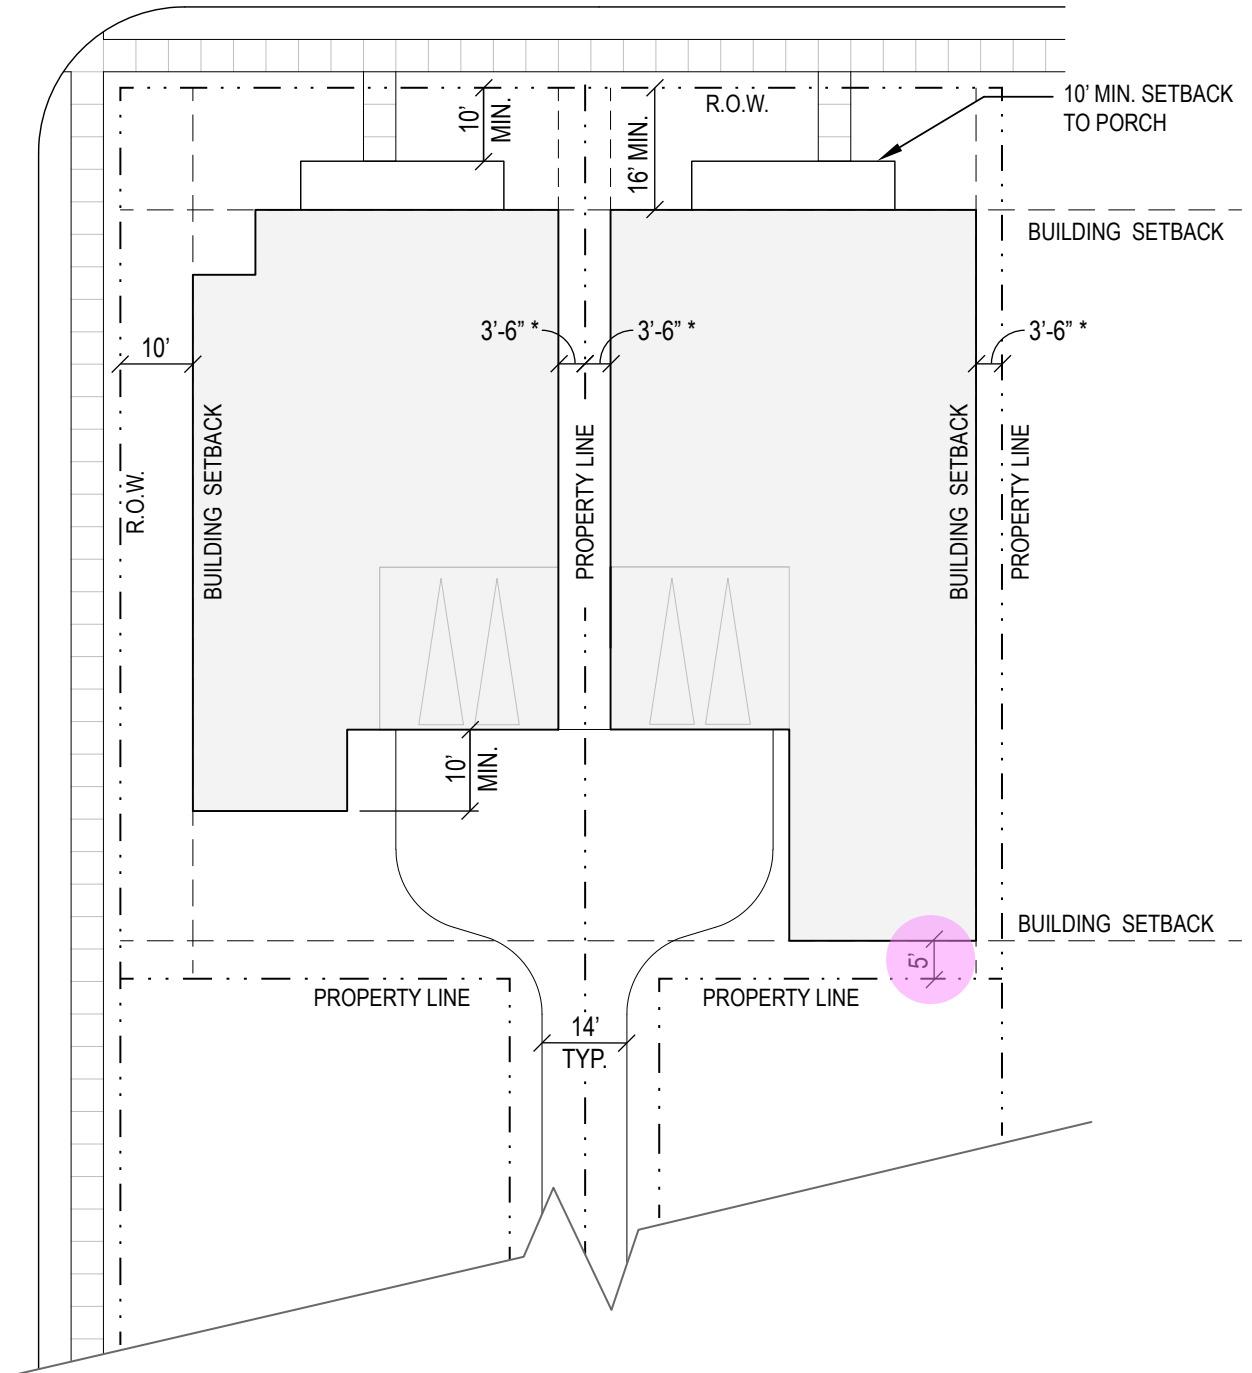 10’
MIN.
16’ MIN.
R.O.W.
10’ MIN. SETBACK
TO PORCH
BUILDING SETBACK
3’-6” *
3’-6” *
3’-6” *
10’
R.O.W.
BUILDING SETBACK
PROPERTY LINE
BUILDING SETBACK
PROPERTY LINE
10’
MIN.
BUILDING SETBACK
5’
PROPERTY LINE
PROPERTY LINE
14’
TYP.